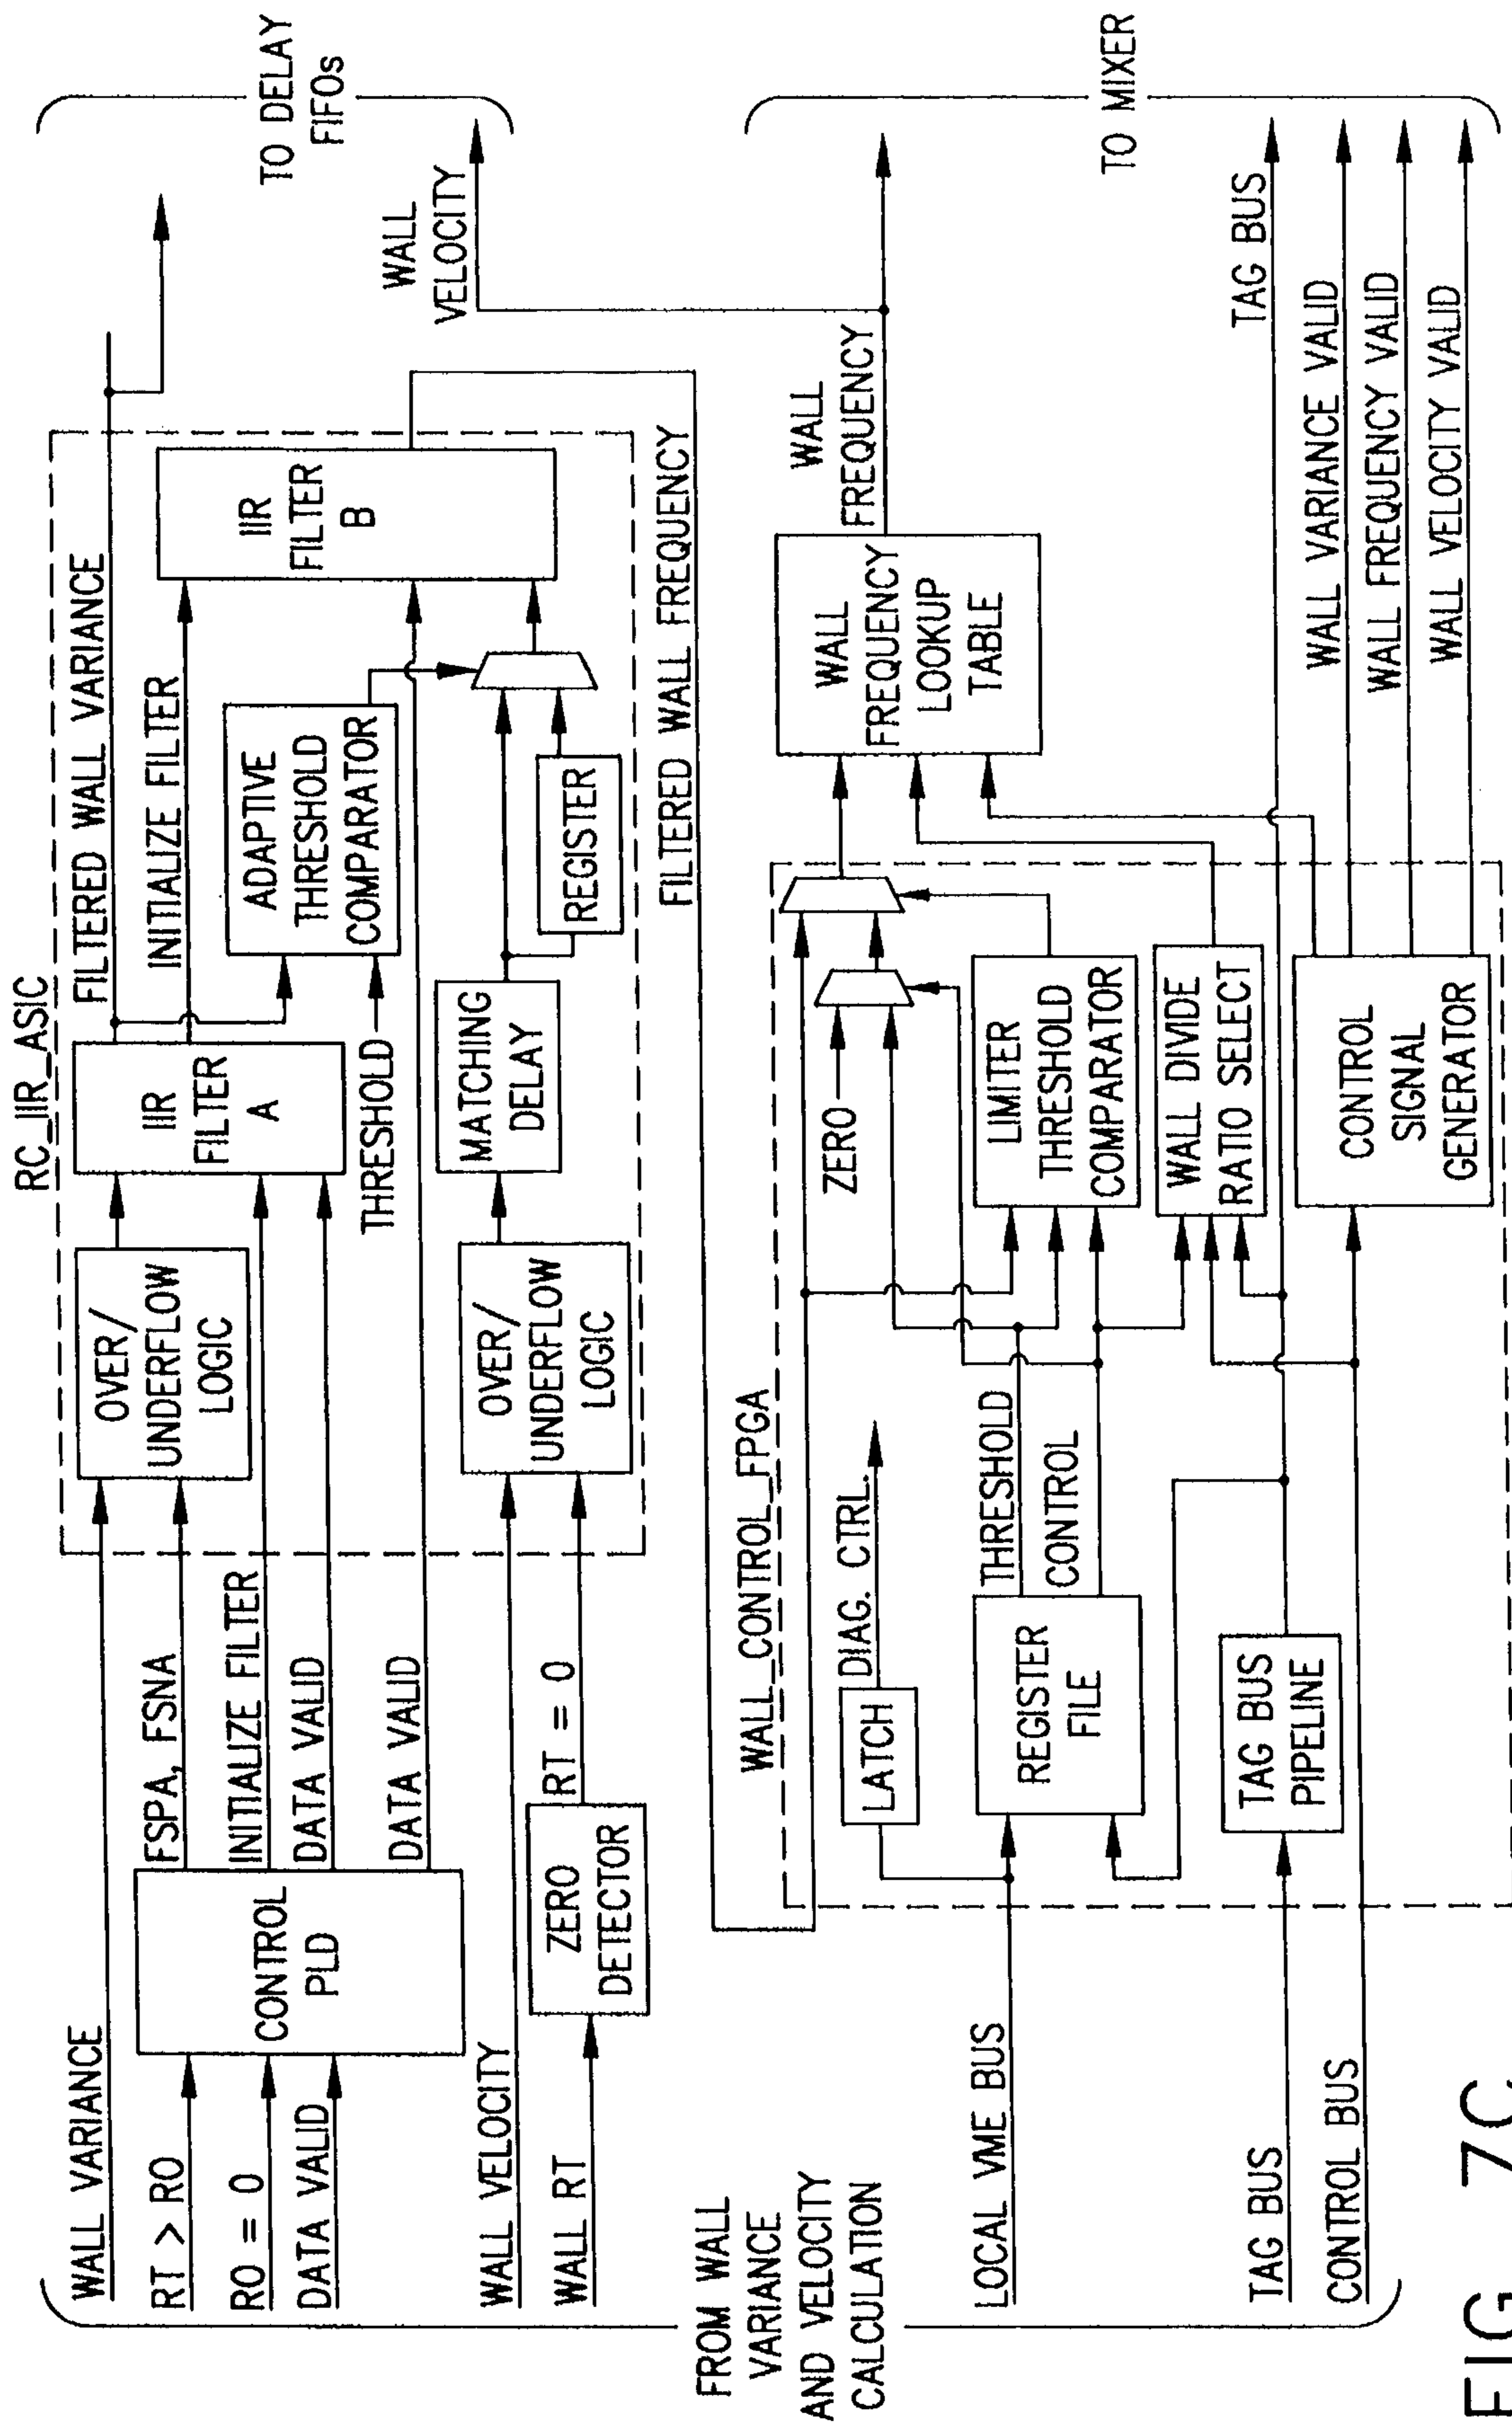 WALL VARIANCE
RT > RO
RO = 0
DATA VALID
CONTROL
PLD
FSPA, FSNA
INITIALIZE FILTER
DATA VALID
DATA VALID
WALL VELOCITY
WALL RT
ZERO
DETECTOR
RT = 0
RC_IIR_ASIC
OVER/
UNDERFLOW
LOGIC
IIR
FILTER
A
FILTERED WALL VARIANCE
INITIALIZE FILTER
ADAPTIVE
THRESHOLD
COMPARATOR
THRESHOLD
OVER/
UNDERFLOW
LOGIC
MATCHING
DELAY
REGISTER
IIR
FILTER
B
FILTERED WALL FREQUENCY
TO DELAY
FIFOs
WALL
VELOCITY
FROM WALL
VARIANCE
AND VELOCITY
CALCULATION
LOCAL VME BUS
TAG BUS
CONTROL BUS
WALL_CONTROL_FPGA
LATCH
DIAG. CTRL.
REGISTER
FILE
THRESHOLD
CONTROL
TAG BUS
PIPELINE
ZERO
LIMITER
THRESHOLD
COMPARATOR
WALL DIVIDE
RATIO SELECT
CONTROL
SIGNAL
GENERATOR
WALL
FREQUENCY
LOOKUP
TABLE
WALL
FREQUENCY
TAG BUS
WALL VARIANCE VALID
WALL FREQUENCY VALID
WALL VELOCITY VALID
TO MIXER
FIG. 7C